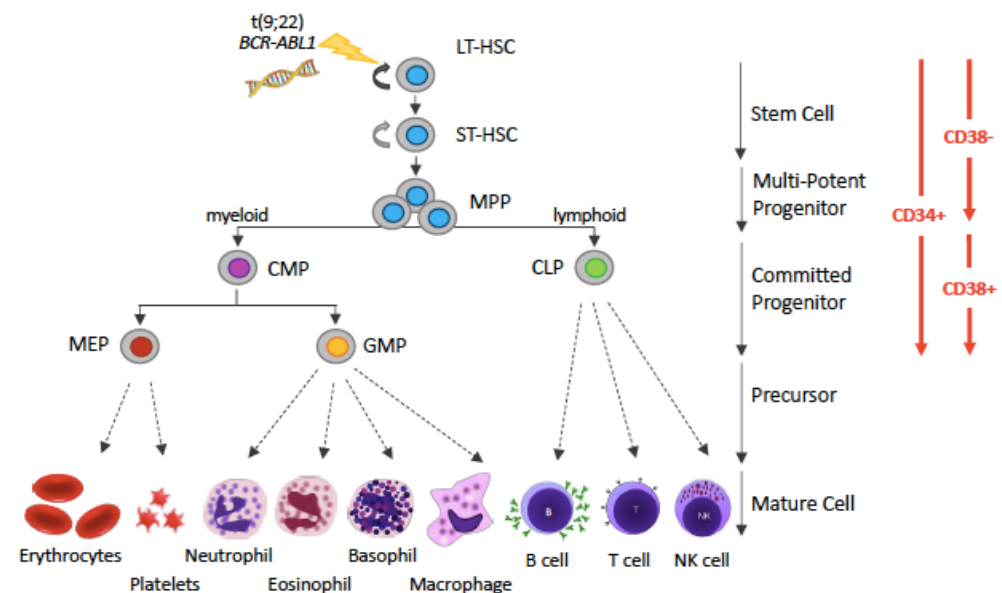 t(9;22)
BCR-ABL1
LT-HSC
Stem Cell
CD38-
ST-HSC
Multi-Potent
Progenitor
MPP
myeloid
lymphoid
CD34+
CMP
CLP
Committed
Progenitor
CD38+
MEP
GMP
Precursor
Mature Cell
B
T
NK
Erythrocytes
Platelets
Neutrophil
Eosinophil
Basophil
Macrophage
B cell
T cell
NK cell